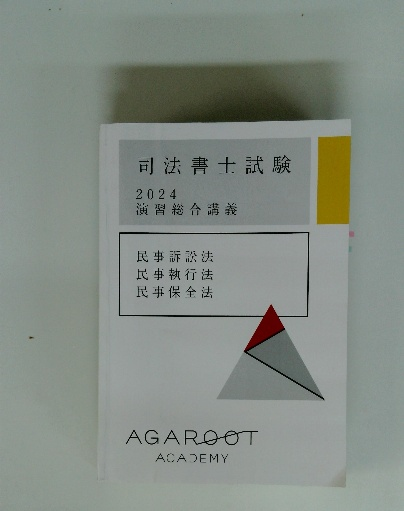 司法書士試験
2024
演習総合講義
民事訴訟法
民事執行法
民事保全法
AGAROOT
ACADEMY